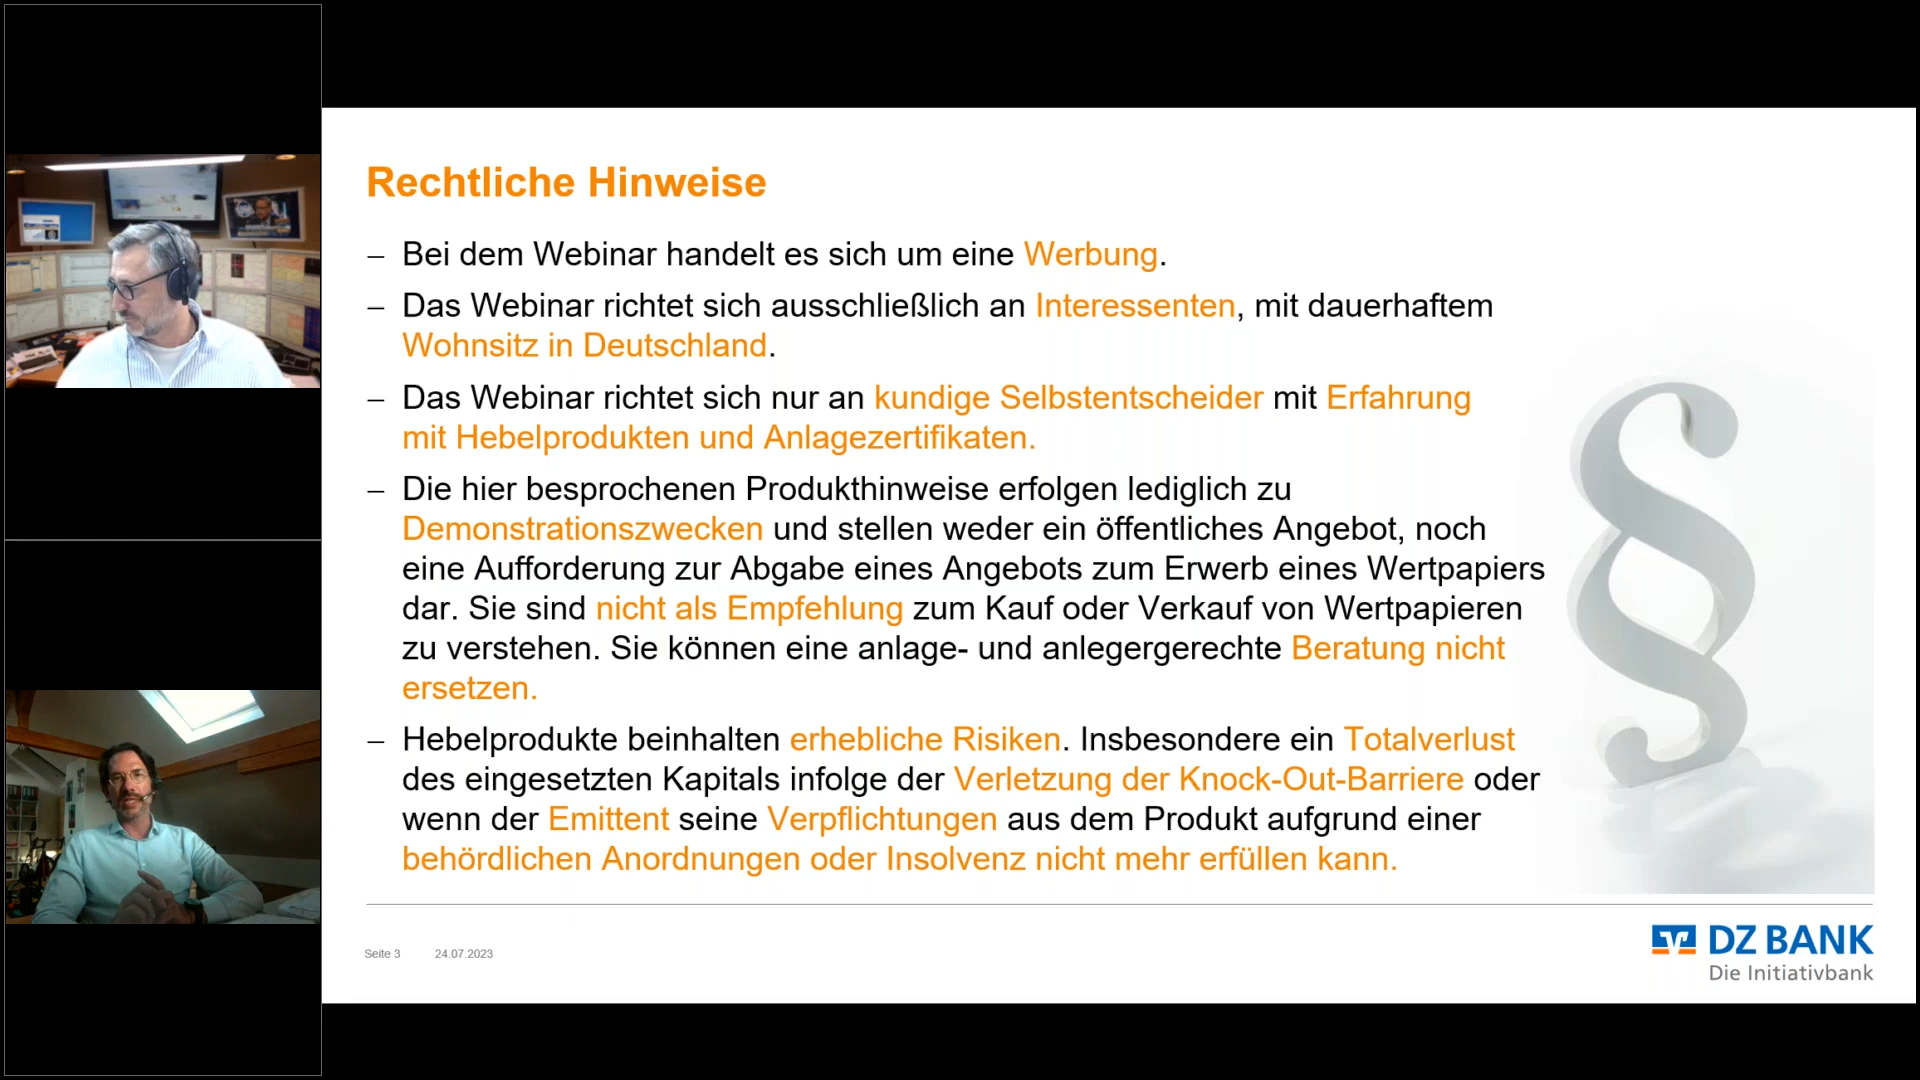 Rechtliche Hinweise
– Bei dem Webinar handelt es sich um eine Werbung.
– Das Webinar richtet sich ausschließlich an Interessenten, mit dauerhaftem
Wohnsitz in Deutschland.
– Das Webinar richtet sich nur an kundige Selbstentscheider mit Erfahrung
mit Hebelprodukten und Anlagezertifikaten.
– Die hier besprochenen Produkthinweise erfolgen lediglich zu
Demonstrationszwecken und stellen weder ein öffentliches Angebot, noch
eine Aufforderung zur Abgabe eines Angebots zum Erwerb eines Wertpapiers
dar. Sie sind nicht als Empfehlung zum Kauf oder Verkauf von Wertpapieren
zu verstehen. Sie können eine anlage- und anlegergerechte Beratung nicht
ersetzen.
– Hebelprodukte beinhalten erhebliche Risiken. Insbesondere ein Totalverlust
des eingesetzten Kapitals infolge der Verletzung der Knock-Out-Barriere oder
wenn der Emittent seine Verpflichtungen aus dem Produkt aufgrund einer
behördlichen Anordnungen oder Insolvenz nicht mehr erfüllen kann.
§
Seite 3 24.07.2023
DZ BANK
Die Initiativbank